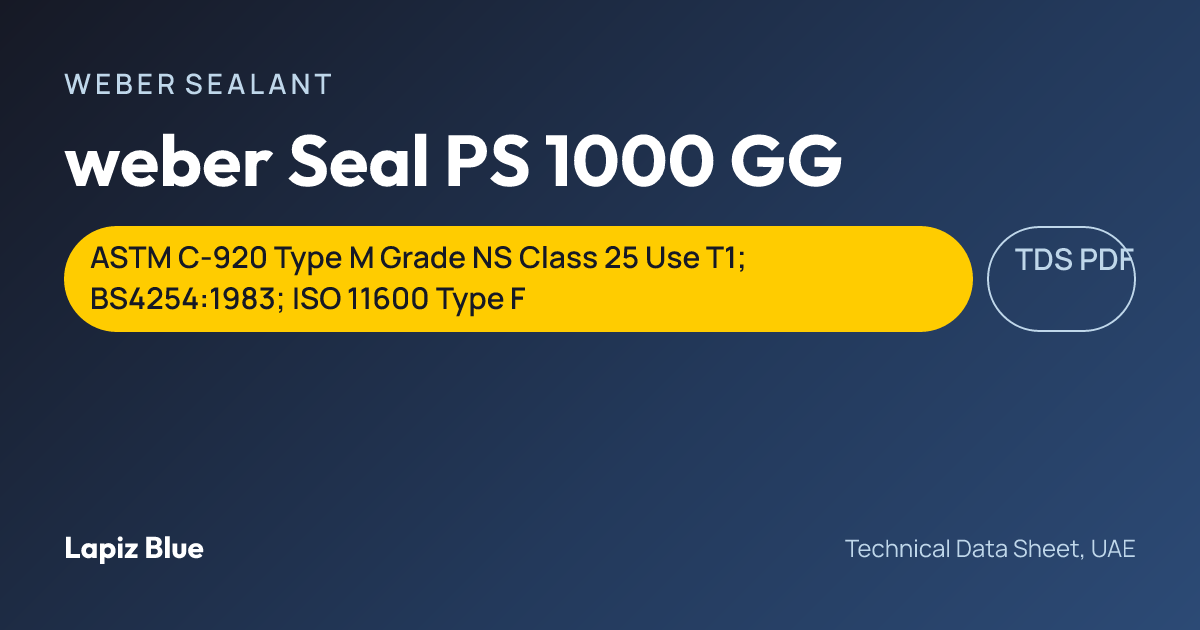 WEBER SEALANT
weber Seal PS 1000 GG
ASTM C-920 Type M Grade NS Class 25 Use T1;
BS4254:1983; ISO 11600 Type F
TDS PDF
Lapiz Blue
Technical Data Sheet, UAE